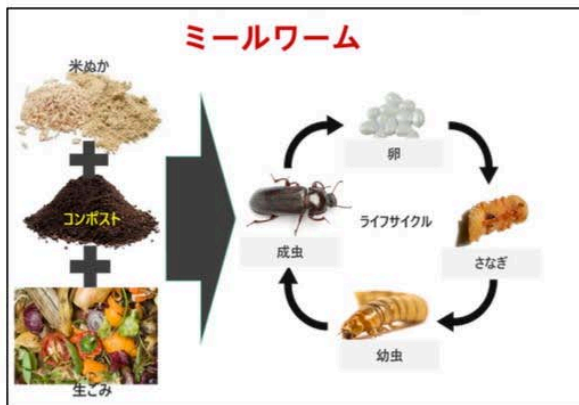 ミールワーム
米ぬか
コンポスト
生ごみ
卵
ライフサイクル
成虫
さなぎ
幼虫